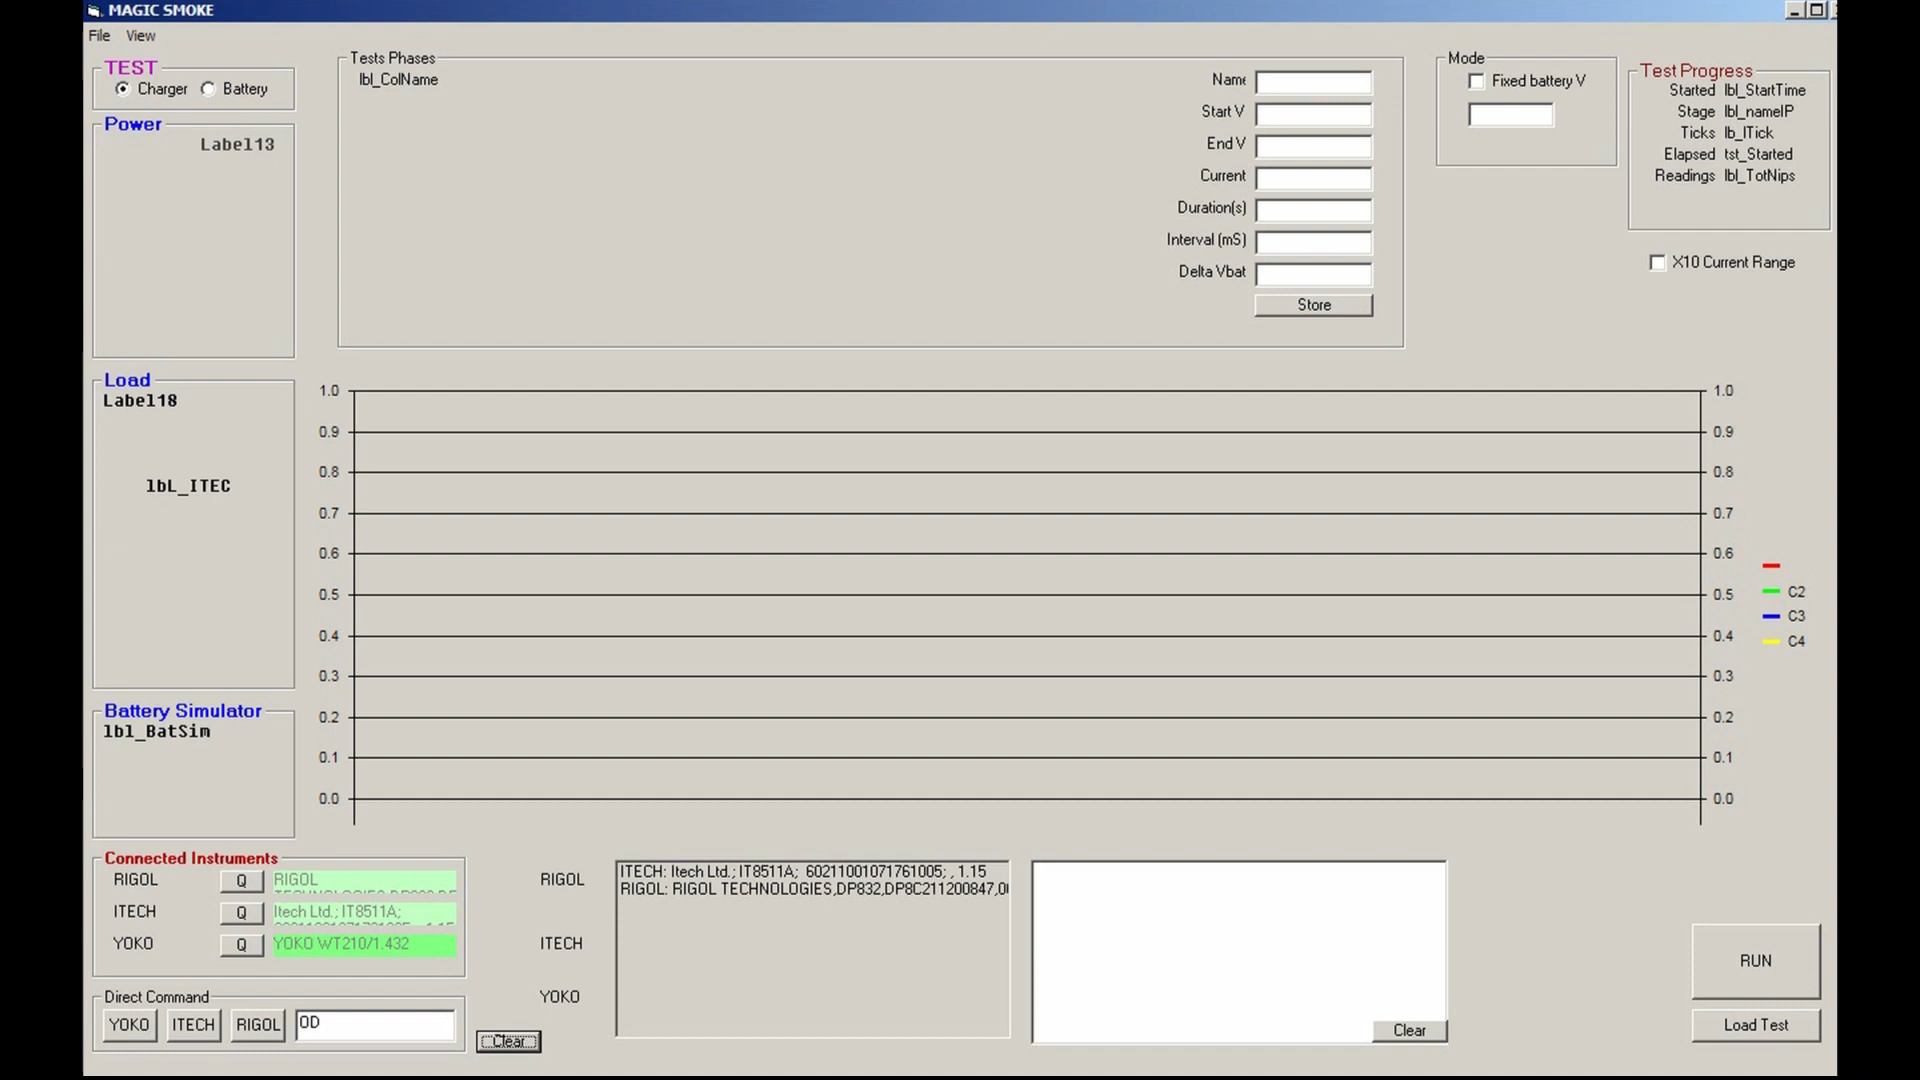 MAGIC SMOKE
File View
TEST
Charger Battery
Power
Label13
Tests Phases
lbl_ColName
Name
Start V
End V
Current
Duration(s)
Interval (mS)
Delta Vbat
Store
Mode
Fixed battery V
Test Progress
Started lbl_StartTime
Stage lbl_nameIP
Ticks lb_lTick
Elapsed tst_Started
Readings lbl_TotNips
X10 Current Range
Load
Label18
lbL_ITEC
Battery Simulator
lbl_BatSim
1.0 1.0
0.9 0.9
0.8 0.8
0.7 0.7
0.6 0.6
0.5 0.5
0.4 0.4
0.3 0.3
0.2 0.2
0.1 0.1
0.0 0.0
C2
C3
C4
Connected Instruments
RIGOL Q RIGOL
ITECH Q Itech Ltd.; IT8511A;
YOKO Q YOKO WT210/1.432
Direct Command
YOKO ITECH RIGOL OD
Clear
RIGOL
ITECH
YOKO
ITECH: Itech Ltd.; IT8511A; 60211001071761005; , 1.15
RIGOL: RIGOL TECHNOLOGIES,DP832,DP8C211200847,0
Clear
RUN
Load Test